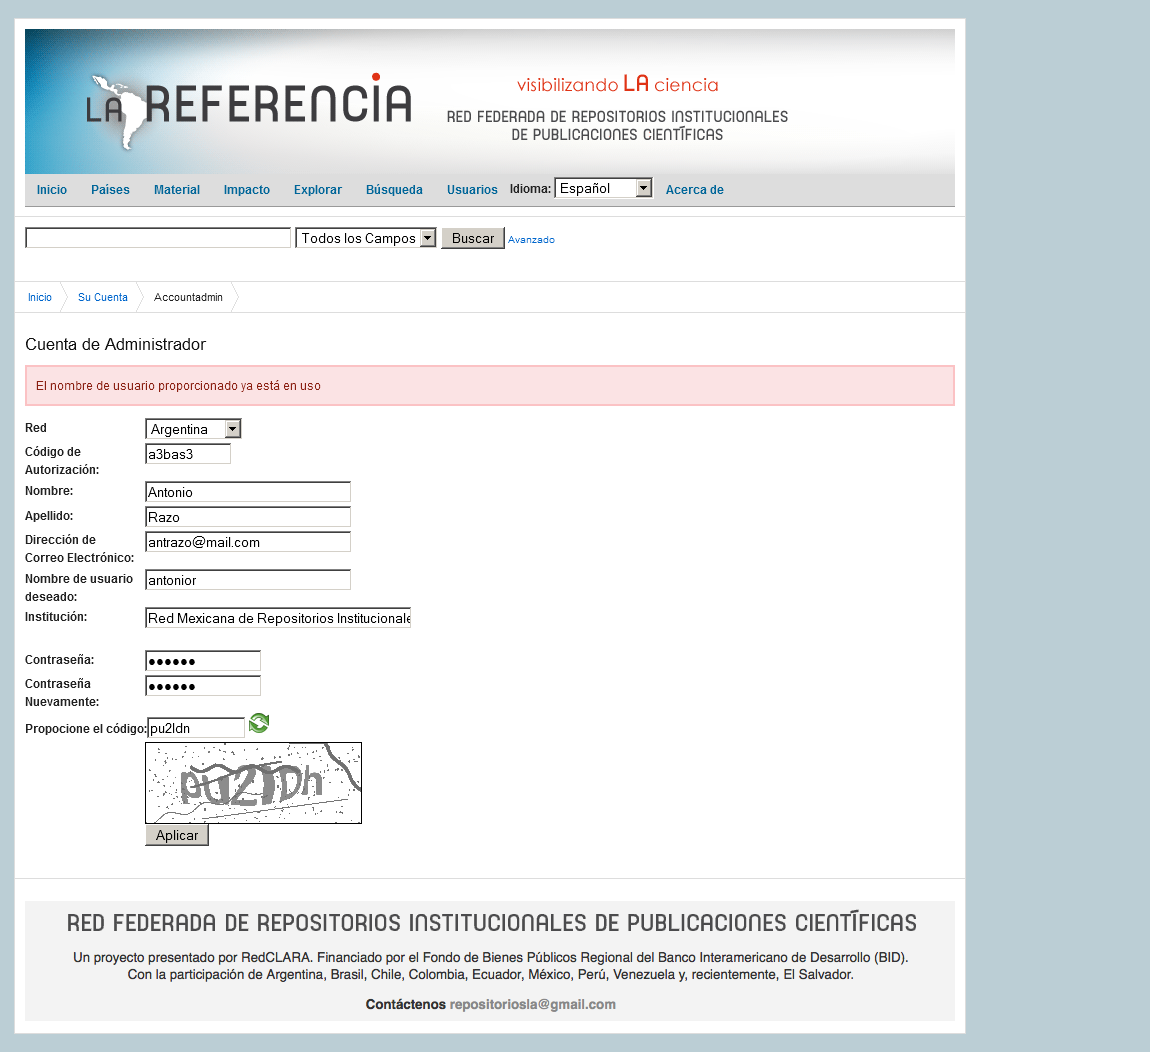 LA REFERENCIA
visibilizando LA ciencia
RED FEDERADA DE REPOSITORIOS INSTITUCIONALES
DE PUBLICACIONES CIENTÍFICAS
Inicio Países Material Impacto Explorar Búsqueda Usuarios Idioma: Español Acerca de
Todos los Campos Buscar Avanzado
Inicio Su Cuenta Accountadmin
Cuenta de Administrador
El nombre de usuario proporcionado ya está en uso
Red Argentina
Código de
Autorización: a3bas3
Nombre: Antonio
Apellido: Razo
Dirección de
Correo Electrónico: antrazo@mail.com
Nombre de usuario
deseado: antonior
Institución: Red Mexicana de Repositorios Institucionale
Contraseña: ●●●●●●
Contraseña
Nuevamente: ●●●●●●
Propocione el código: pu2ldn
Aplicar
RED FEDERADA DE REPOSITORIOS INSTITUCIONALES DE PUBLICACIONES CIENTÍFICAS
Un proyecto presentado por RedCLARA. Financiado por el Fondo de Bienes Públicos Regional del Banco Interamericano de Desarrollo (BID).
Con la participación de Argentina, Brasil, Chile, Colombia, Ecuador, México, Perú, Venezuela y, recientemente, El Salvador.
Contáctenos repositoriosla@gmail.com